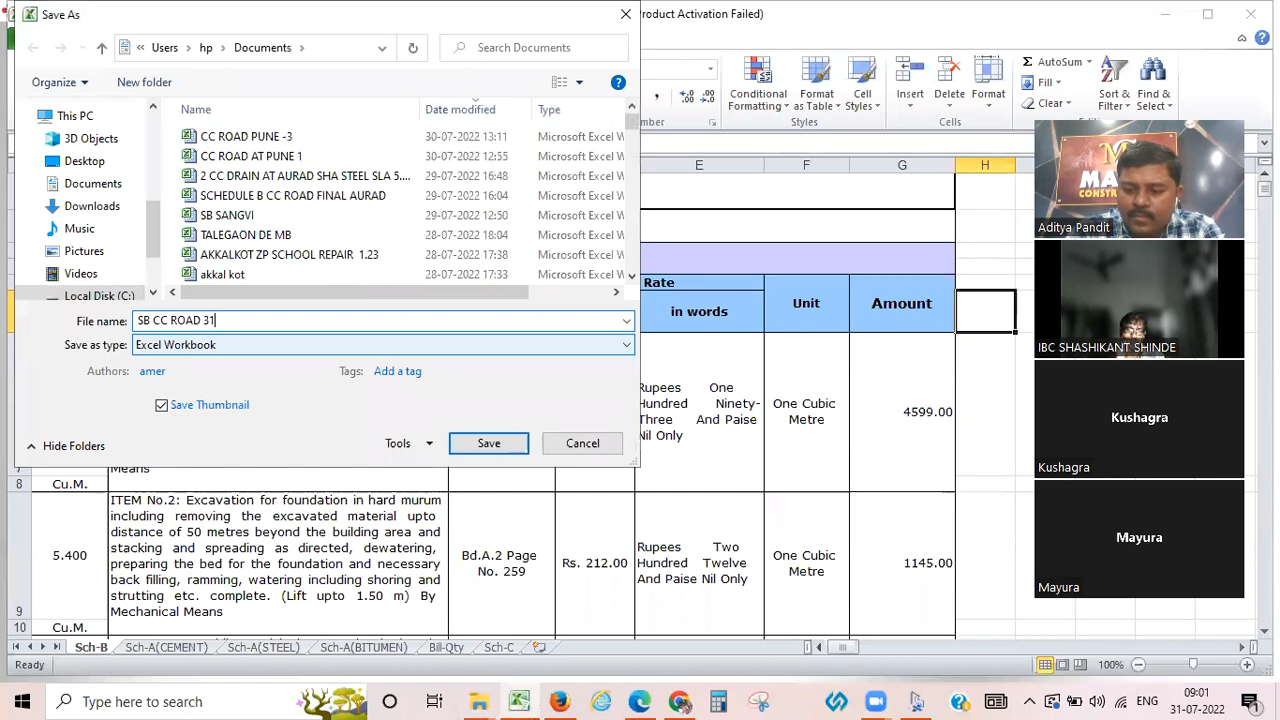 Save As
Product Activation Failed)
Users
hp
Documents
Search Documents
Organize
New folder
This PC
3D Objects
Desktop
Documents
Downloads
Music
Pictures
Videos
Local Disk (C:)
Name
Date modified
Type
CC ROAD PUNE -3
30-07-2022 13:11
Microsoft Excel W
CC ROAD AT PUNE 1
30-07-2022 12:55
Microsoft Excel W
2 CC DRAIN AT AURAD SHA STEEL SLA 5....
29-07-2022 16:48
Microsoft Excel W
SCHEDULE B CC ROAD FINAL AURAD
29-07-2022 16:04
Microsoft Excel W
SB SANGVI
29-07-2022 12:50
Microsoft Excel W
TALEGAON DE MB
28-07-2022 18:04
Microsoft Excel W
AKKALKOT ZP SCHOOL REPAIR 1.23
28-07-2022 17:38
Microsoft Excel W
akkal kot
28-07-2022 17:33
Microsoft Excel W
File name:
SB CC ROAD 31
Save as type:
Excel Workbook
Authors:
amer
Tags:
Add a tag
Save Thumbnail
Hide Folders
Tools
Save
Cancel
Conditional
Formatting
Format
as Table
Cell
Styles
Styles
Number
Insert
Delete
Format
Cells
Σ AutoSum
Fill
Clear
Sort &
Filter
Find &
Select
E
F
G
H
Rate
in words
Unit
Amount
Rupees One
Hundred Ninety-
Three And Paise
Nil Only
One Cubic
Metre
4599.00
Means
8
Cu.M.
9
5.400
ITEM No.2: Excavation for foundation in hard murum
including removing the excavated material upto
distance of 50 metres beyond the building area and
stacking and spreading as directed, dewatering,
preparing the bed for the foundation and necessary
back filling, ramming, watering including shoring and
strutting etc. complete. (Lift upto 1.50 m) By
Mechanical Means
Bd.A.2 Page
No. 259
Rs. 212.00
Rupees Two
Hundred Twelve
And Paise Nil Only
One Cubic
Metre
1145.00
10
Cu.M.
Sch-B
Sch-A(CEMENT)
Sch-A(STEEL)
Sch-A(BITUMEN)
Bill-Qty
Sch-C
Ready
100%
CONSTR
Aditya Pandit
IBC SHASHIKANT SHINDE
Kushagra
Kushagra
Mayura
Mayura
Type here to search
ENG
09:01
31-07-2022